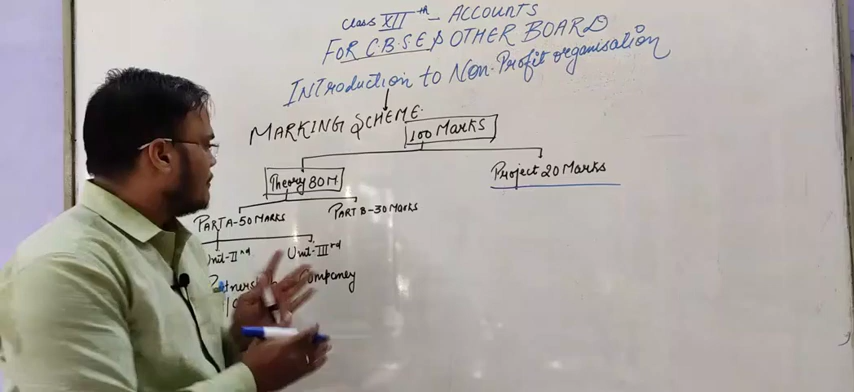 Class XIIth - ACCOUNTS
FOR C.B.S.E & OTHER BOARD
INtroduction to Non-Profit organisation
MARKING SCHEME.
100 Marks
Theory 80M
Project 20 Marks
PART A-50 MARKS
PART B-30 Marks
Unit-IInd
Unit-IIIrd
Company